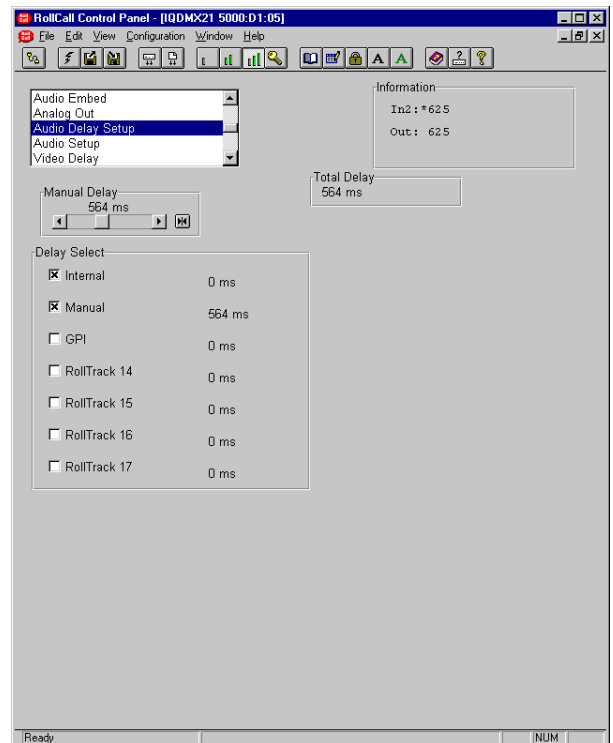 RollCall Control Panel - [IQDMX21 5000:D1:05]
File Edit View Configuration Window Help
A A ? ?
Audio Embed
Analog Out
Audio Delay Setup
Audio Setup
Video Delay
Information
In2:*625
Out: 625
Manual Delay
564 ms
Total Delay
564 ms
Delay Select
Internal 0 ms
Manual 564 ms
GPI 0 ms
RollTrack 14 0 ms
RollTrack 15 0 ms
RollTrack 16 0 ms
RollTrack 17 0 ms
Ready NUM